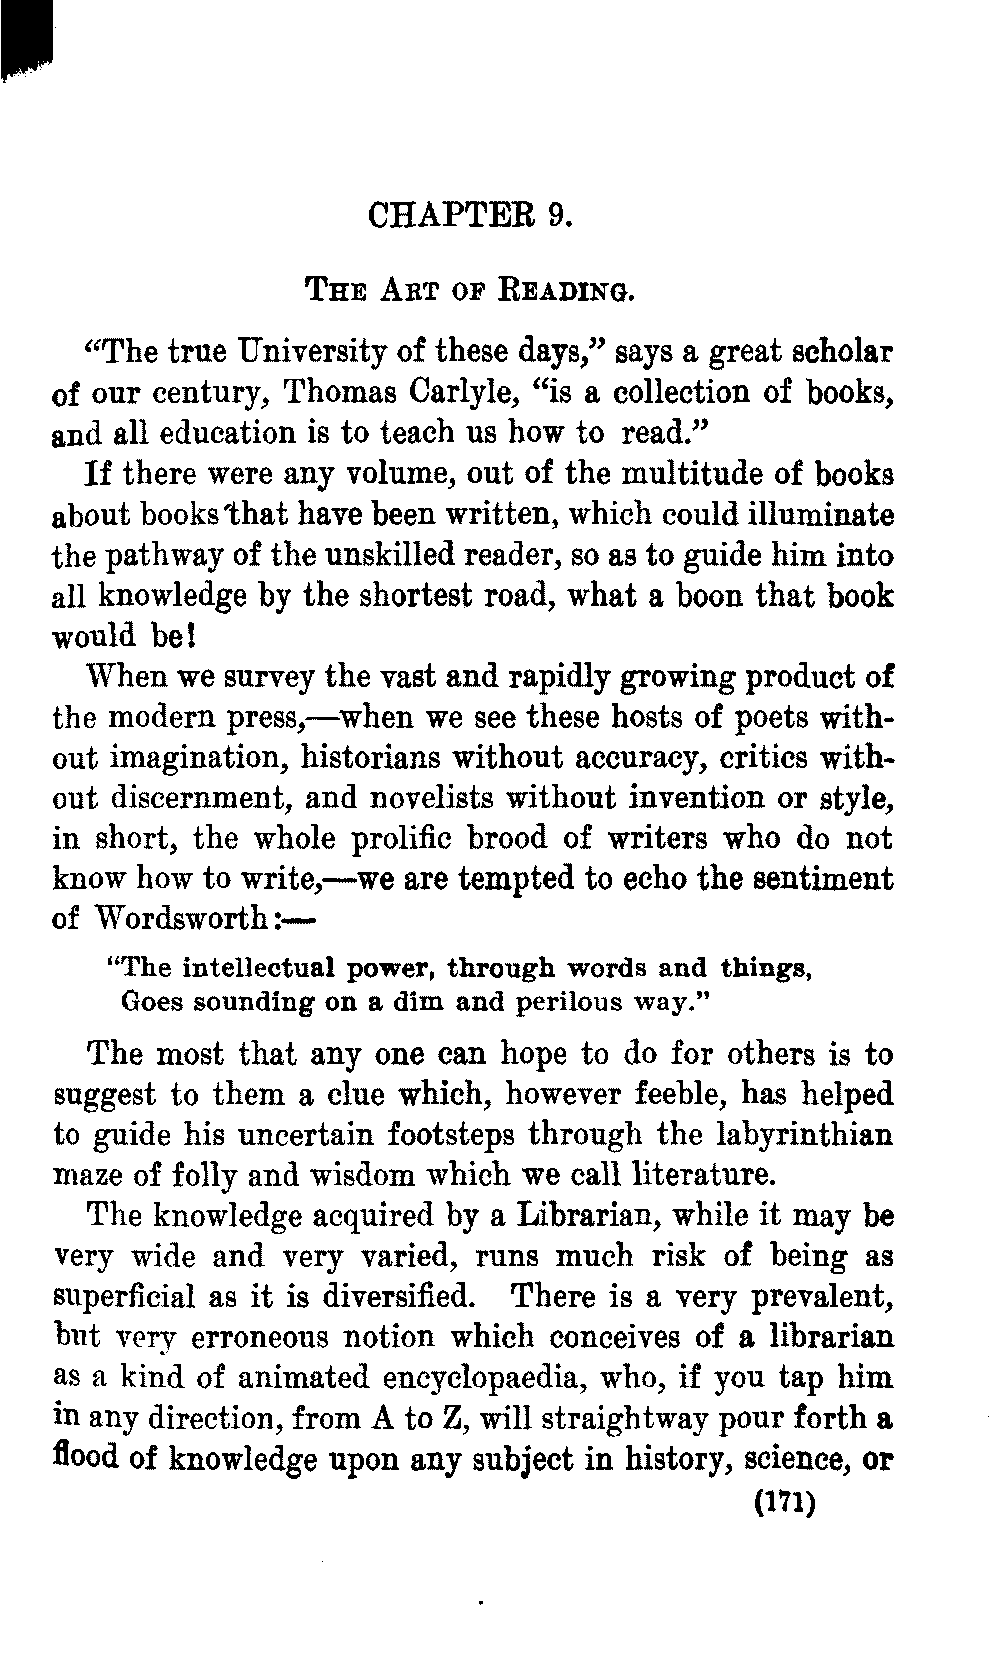 CHAPTER 9.
THE ART OF READING.
“The true University of these days,” says a great scholar
of our century, Thomas Carlyle, “is a collection of books,
and all education is to teach us how to read.”
If there were any volume, out of the multitude of books
about books that have been written, which could illuminate
the pathway of the unskilled reader, so as to guide him into
all knowledge by the shortest road, what a boon that book
would be!
When we survey the vast and rapidly growing product of
the modern press,—when we see these hosts of poets with-
out imagination, historians without accuracy, critics with-
out discernment, and novelists without invention or style,
in short, the whole prolific brood of writers who do not
know how to write,—we are tempted to echo the sentiment
of Wordsworth:—
“The intellectual power, through words and things,
Goes sounding on a dim and perilous way.”
The most that any one can hope to do for others is to
suggest to them a clue which, however feeble, has helped
to guide his uncertain footsteps through the labyrinthian
maze of folly and wisdom which we call literature.
The knowledge acquired by a Librarian, while it may be
very wide and very varied, runs much risk of being as
superficial as it is diversified. There is a very prevalent,
but very erroneous notion which conceives of a librarian
as a kind of animated encyclopaedia, who, if you tap him
in any direction, from A to Z, will straightway pour forth a
flood of knowledge upon any subject in history, science, or
(171)